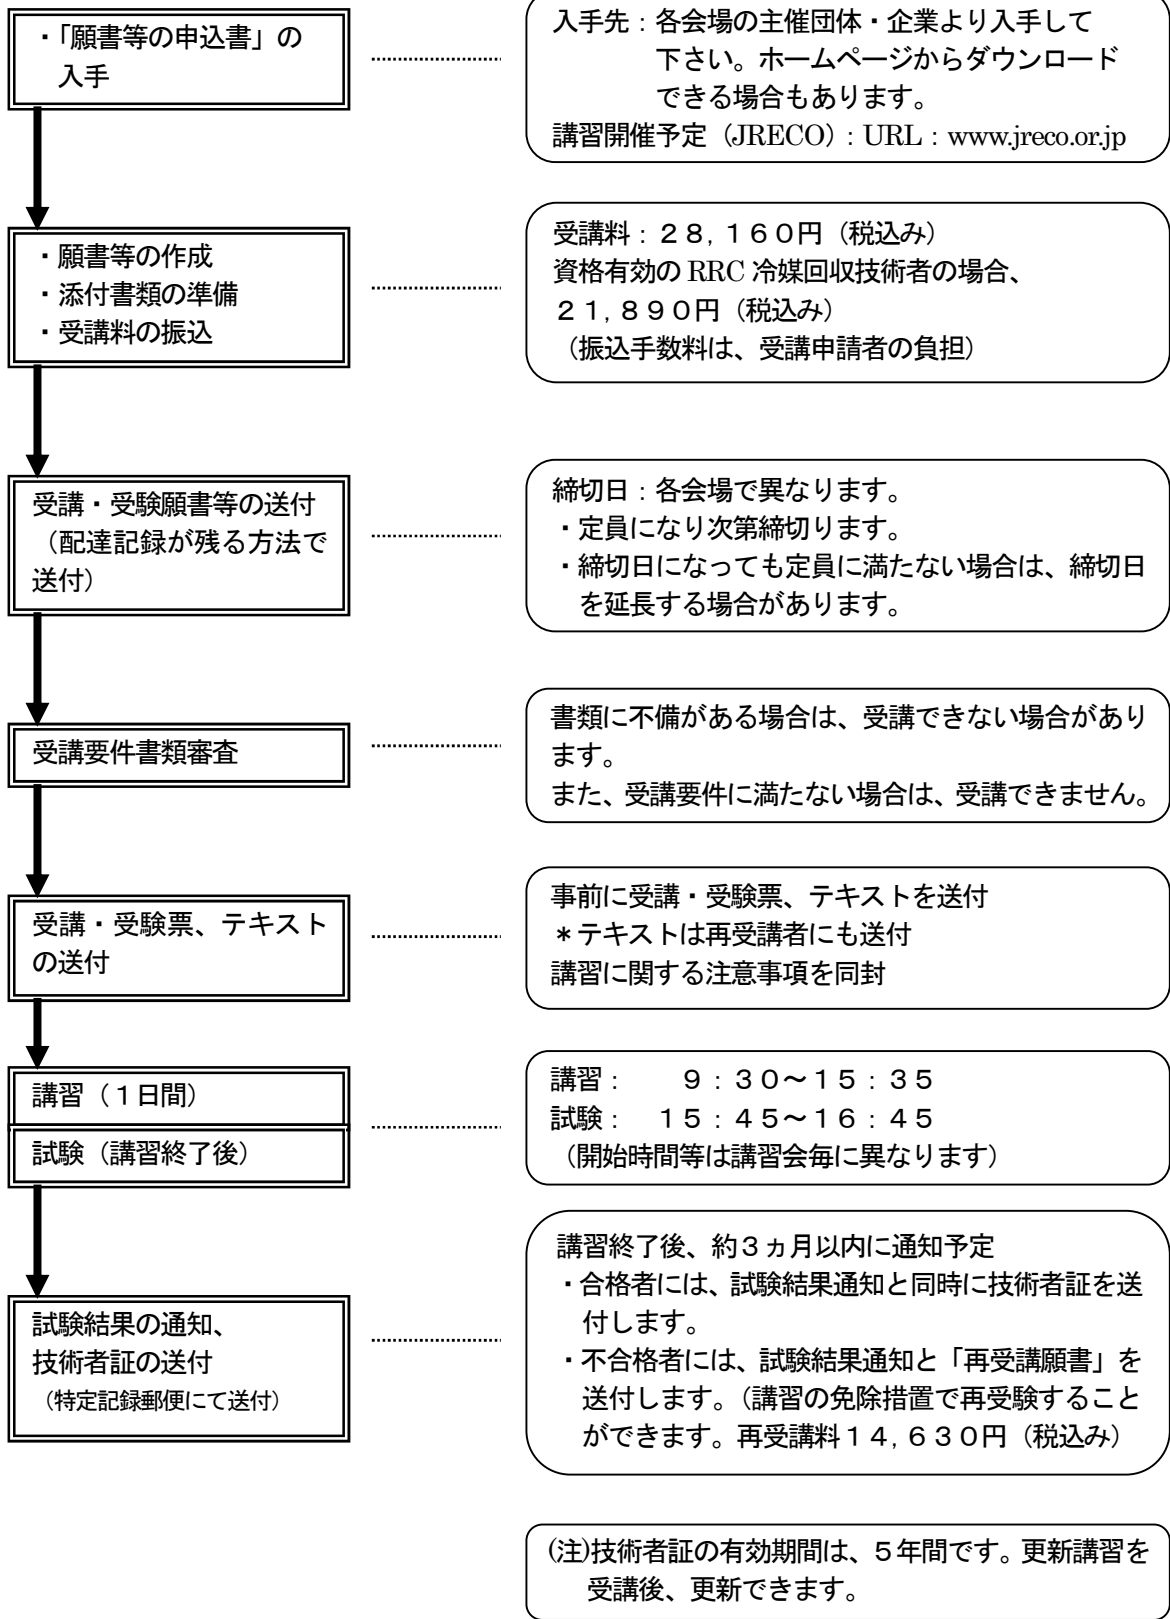 ・「願書等の申込書」の
入手
入手先：各会場の主催団体・企業より入手して
下さい。ホームページからダウンロード
できる場合もあります。
講習開催予定（JRECO）：URL：www.jreco.or.jp
・願書等の作成
・添付書類の準備
・受講料の振込
受講料：２８，１６０円（税込み）
資格有効の RRC 冷媒回収技術者の場合、
２１，８９０円（税込み）
（振込手数料は、受講申請者の負担）
受講・受験願書等の送付
（配達記録が残る方法で
送付）
締切日：各会場で異なります。
・定員になり次第締切ります。
・締切日になっても定員に満たない場合は、締切日
を延長する場合があります。
受講要件書類審査
書類に不備がある場合は、受講できない場合があり
ます。
また、受講要件に満たない場合は、受講できません。
受講・受験票、テキスト
の送付
事前に受講・受験票、テキストを送付
＊テキストは再受講者にも送付
講習に関する注意事項を同封
講習（１日間）
試験（講習終了後）
講習： ９：３０～１５：３５
試験： １５：４５～１６：４５
（開始時間等は講習会毎に異なります）
試験結果の通知、
技術者証の送付
（特定記録郵便にて送付）
講習終了後、約３ヵ月以内に通知予定
・合格者には、試験結果通知と同時に技術者証を送
付します。
・不合格者には、試験結果通知と「再受講願書」を
送付します。（講習の免除措置で再受験すること
ができます。再受講料１４，６３０円（税込み）
(注)技術者証の有効期間は、５年間です。更新講習を
受講後、更新できます。